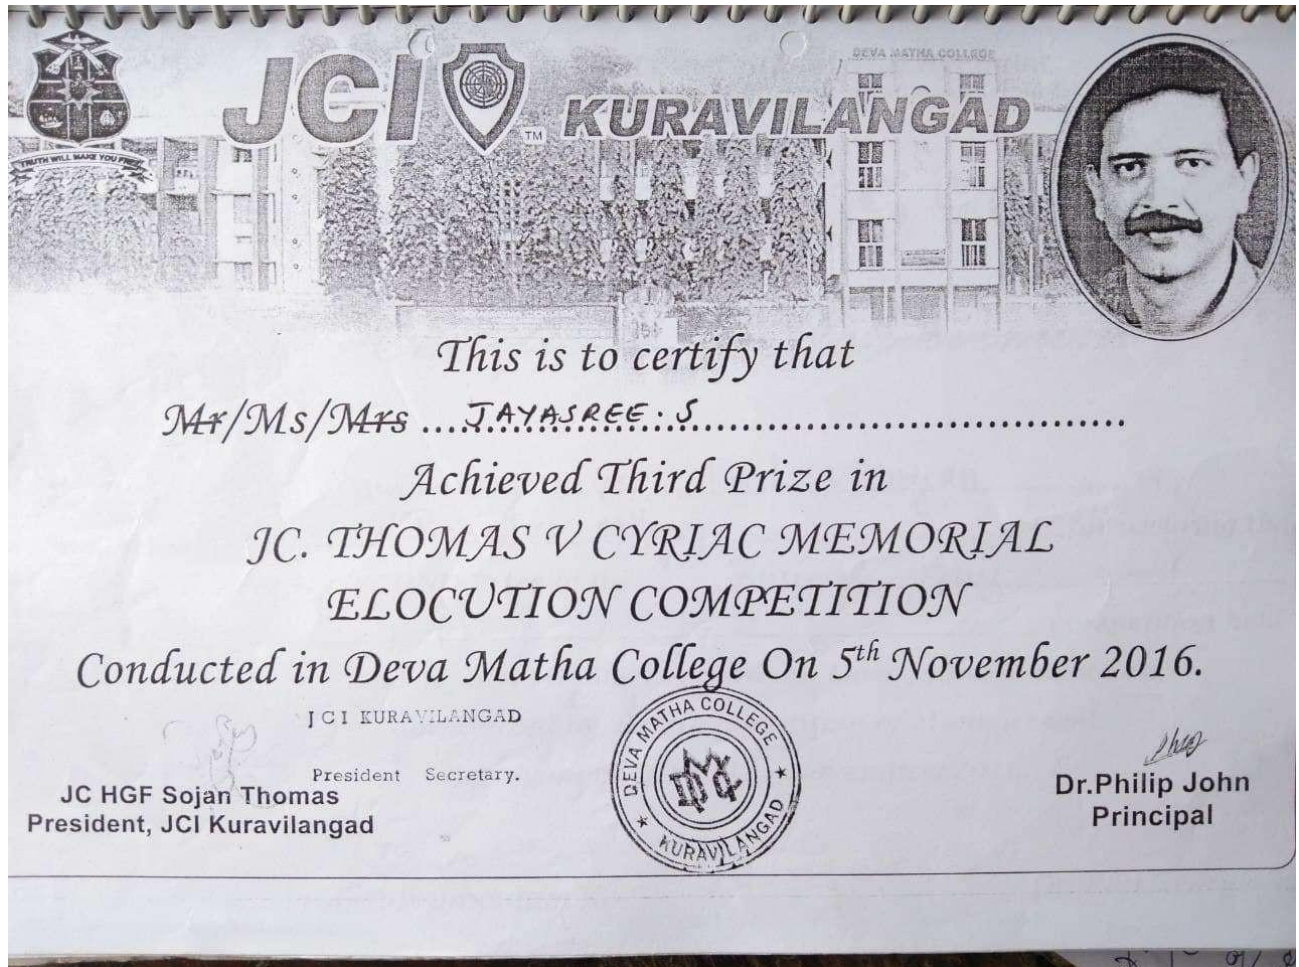 DEVA MATHA COLLEGE
JCI TM KURAVILANGAD
TRUTH WILL MAKE YOU FREE
This is to certify that
Mr/Ms/Mrs ....JAYASREE. S....................................................
Achieved Third Prize in
JC. THOMAS V CYRIAC MEMORIAL
ELOCUTION COMPETITION
Conducted in Deva Matha College On 5th November 2016.
JCI KURAVILANGAD
President Secretary.
JC HGF Sojan Thomas
President, JCI Kuravilangad
DEVA MATHA COLLEGE
DMC
★ KURAVILANGAD ★
Dr.Philip John
Principal